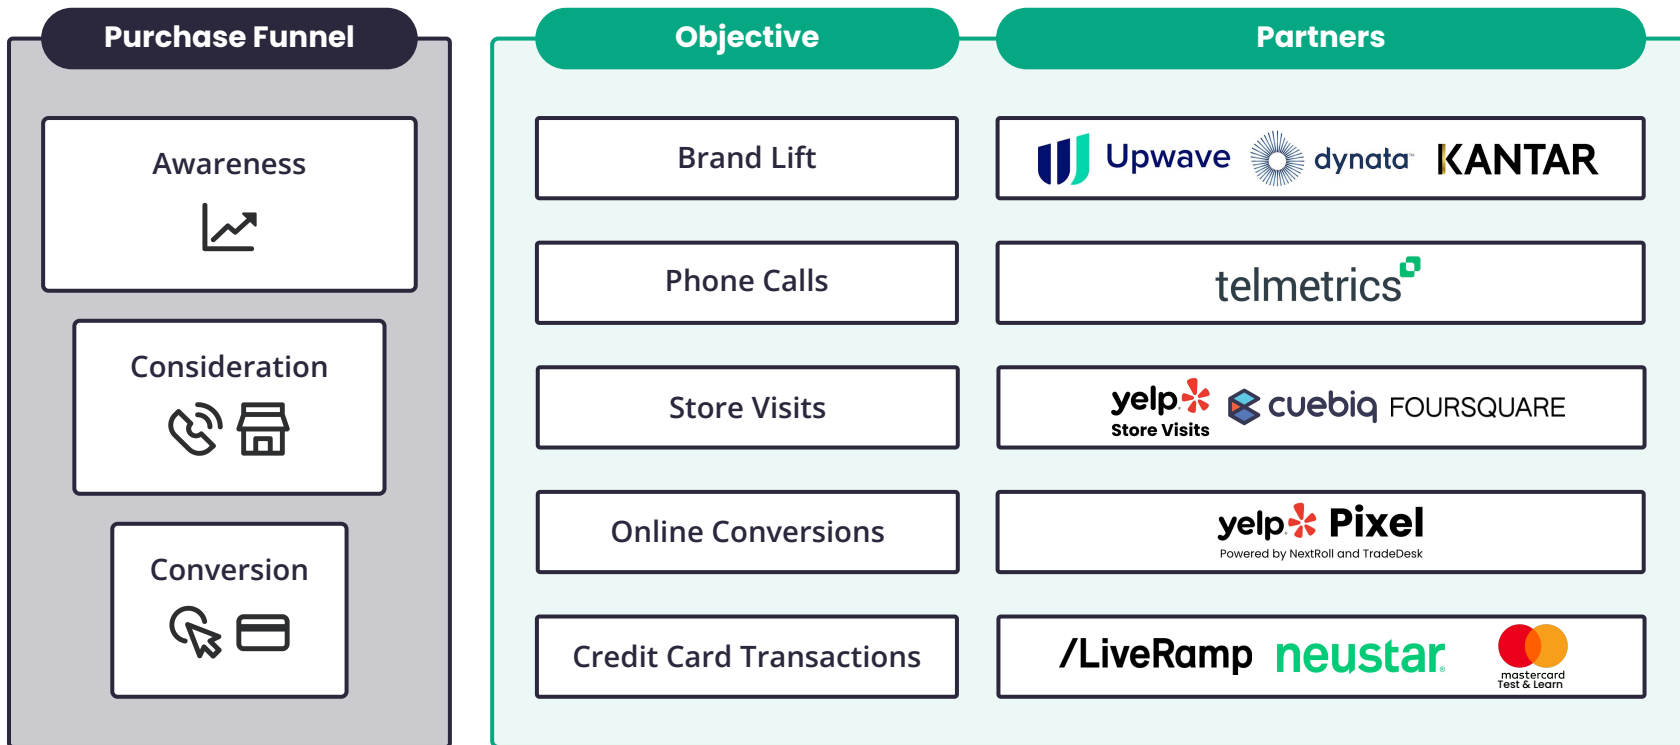 Purchase Funnel
Objective
Partners
Awareness
Consideration
Conversion
Brand Lift
Upwave dynata™ KANTAR
Phone Calls
telmetrics
Store Visits
yelp cuebiq FOURSQUARE
Store Visits
Online Conversions
yelp Pixel
Powered by NextRoll and TradeDesk
Credit Card Transactions
/LiveRamp neustar®
mastercard
Test & Learn